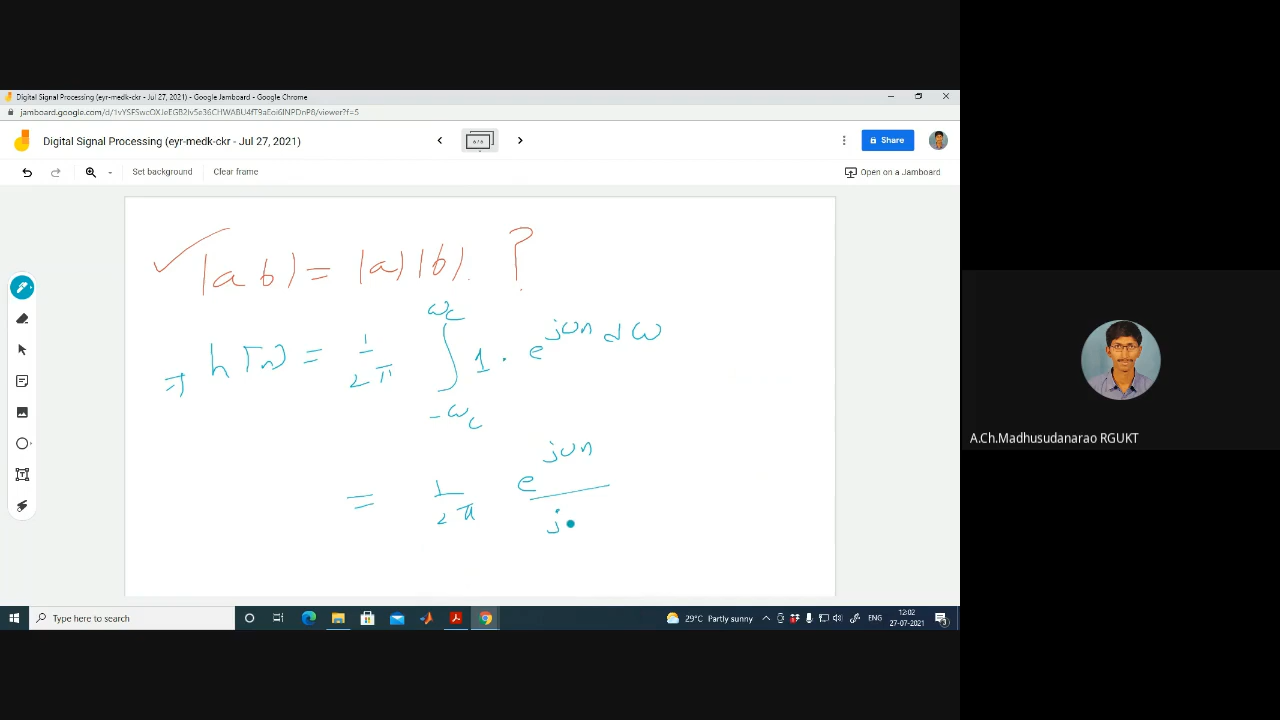 Digital Signal Processing (eyr-medk-ckr - Jul 27, 2021) - Google Jamboard - Google Chrome
Digital Signal Processing (eyr-medk-ckr - Jul 27, 2021)
6 / 6
Share
Set background
Clear frame
Open on a Jamboard
|ab| = |a| |b|. ?
⇒ h[n] = 1/2π ∫_{-ωc}^{ωc} 1 · e^{jωn} dω
= 1/2π e^{jωn}/j
A.Ch.Madhusudanarao RGUKT
Type here to search
29°C Partly sunny
ENG
12:02
27-07-2021
3